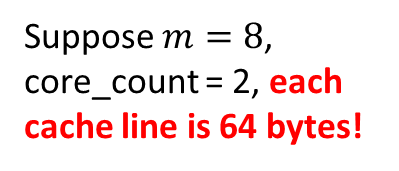 Suppose 𝑚 = 8,
core_count = 2, each
cache line is 64 bytes!